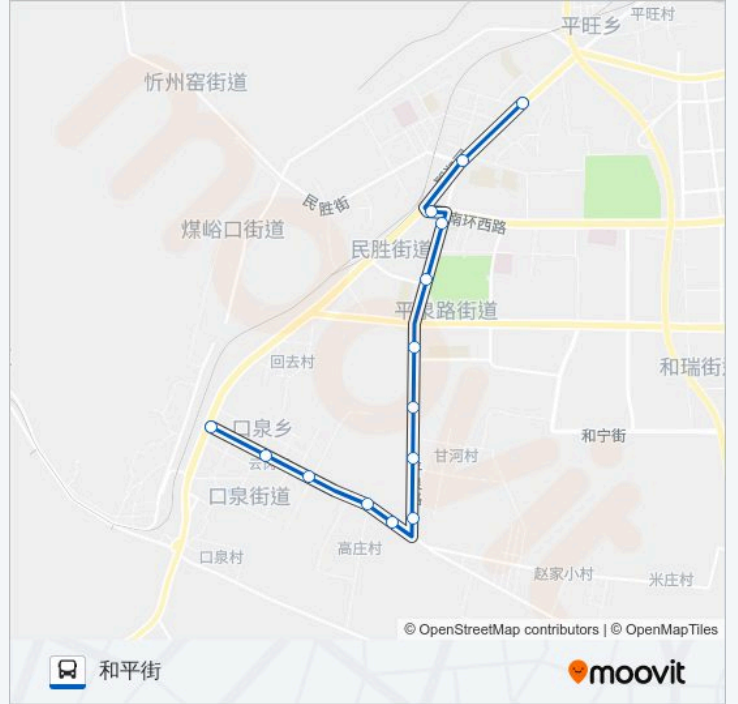 平旺村
平旺乡
忻州窑街道
民胜街
煤峪口街道
南环西路
民胜街道
平泉路街道
回去村
和瑞街
口泉乡
和宁街
甘河村
口泉街道
高庄村
口泉村
赵家小村
米庄村
moovit
© OpenStreetMap contributors | © OpenMapTiles
和平街
moovit